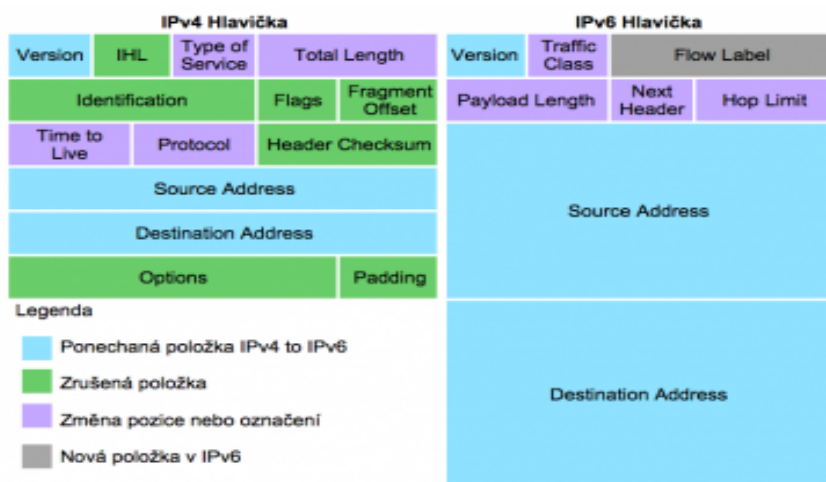 IPv4 Hlavička
Version IHL Type of Service Total Length
Identification Flags Fragment Offset
Time to Live Protocol Header Checksum
Source Address
Destination Address
Options Padding
Legenda
Ponechaná položka IPv4 to IPv6
Zrušená položka
Změna pozice nebo označení
Nová položka v IPv6
IPv6 Hlavička
Version Traffic Class Flow Label
Payload Length Next Header Hop Limit
Source Address
Destination Address